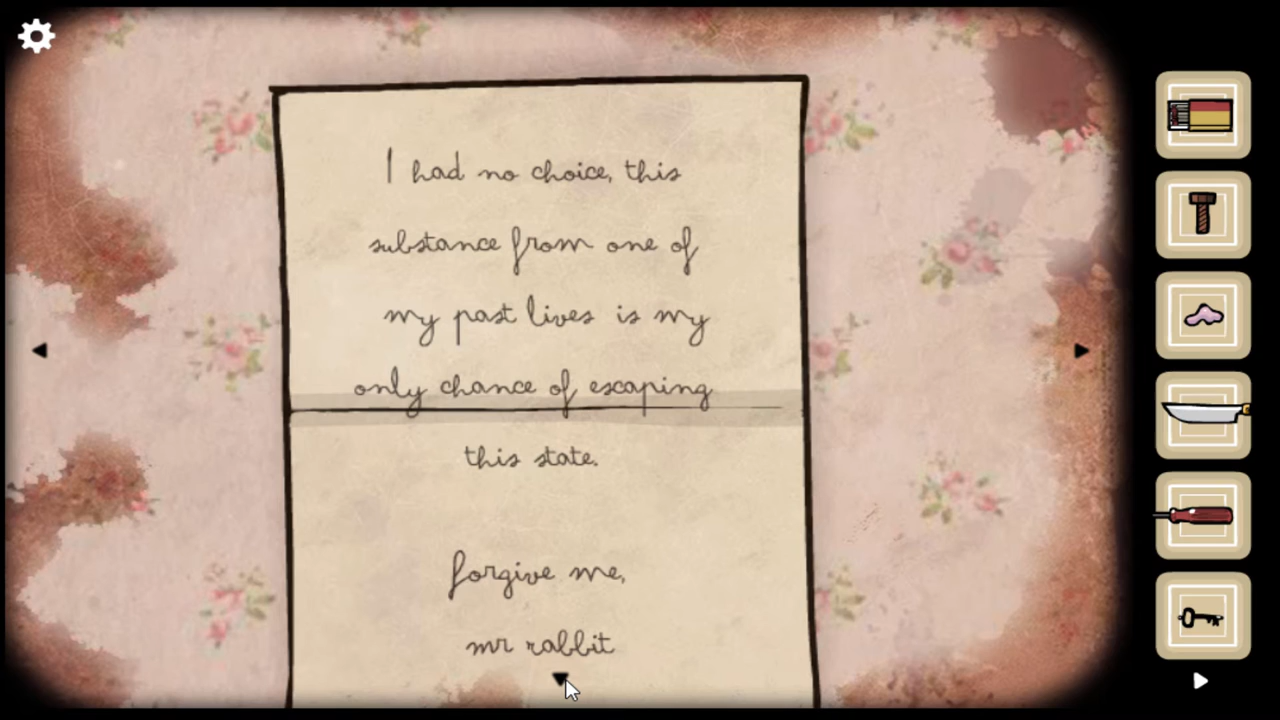 I had no choice, this
substance from one of
my past lives is my
only chance of escaping
this state.
forgive me,
mr rabbit